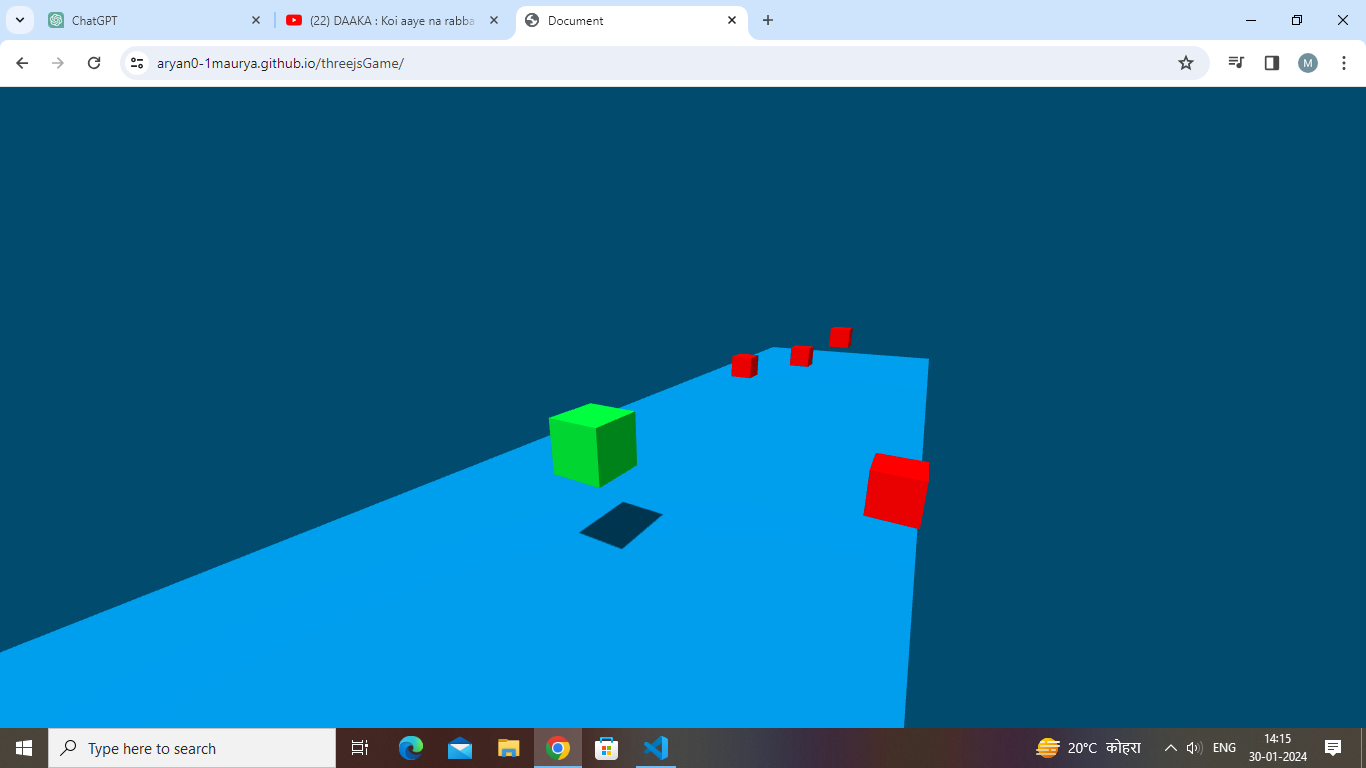 ChatGPT
(22) DAAKA : Koi aaye na rabba
Document
aryan0-1maurya.github.io/threejsGame/
M
Type here to search
20°C कोहरा
ENG
14:15
30-01-2024